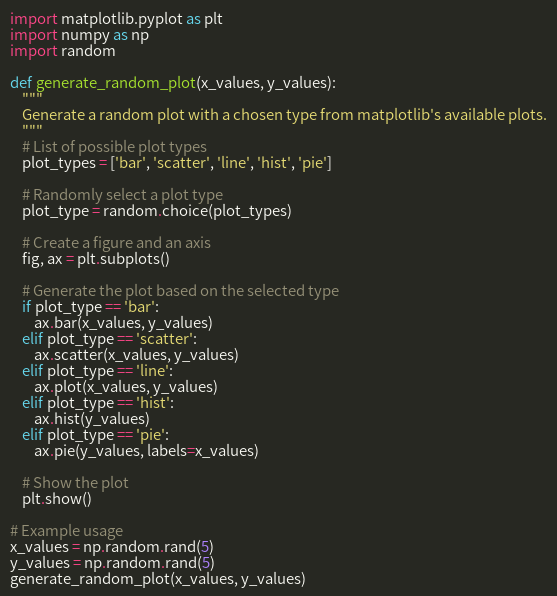 import matplotlib.pyplot as plt
import numpy as np
import random

def generate_random_plot(x_values, y_values):
    """
    Generate a random plot with a chosen type from matplotlib's available plots.
    """
    # List of possible plot types
    plot_types = ['bar', 'scatter', 'line', 'hist', 'pie']

    # Randomly select a plot type
    plot_type = random.choice(plot_types)

    # Create a figure and an axis
    fig, ax = plt.subplots()

    # Generate the plot based on the selected type
    if plot_type == 'bar':
        ax.bar(x_values, y_values)
    elif plot_type == 'scatter':
        ax.scatter(x_values, y_values)
    elif plot_type == 'line':
        ax.plot(x_values, y_values)
    elif plot_type == 'hist':
        ax.hist(y_values)
    elif plot_type == 'pie':
        ax.pie(y_values, labels=x_values)

    # Show the plot
    plt.show()

# Example usage
x_values = np.random.rand(5)
y_values = np.random.rand(5)
generate_random_plot(x_values, y_values)